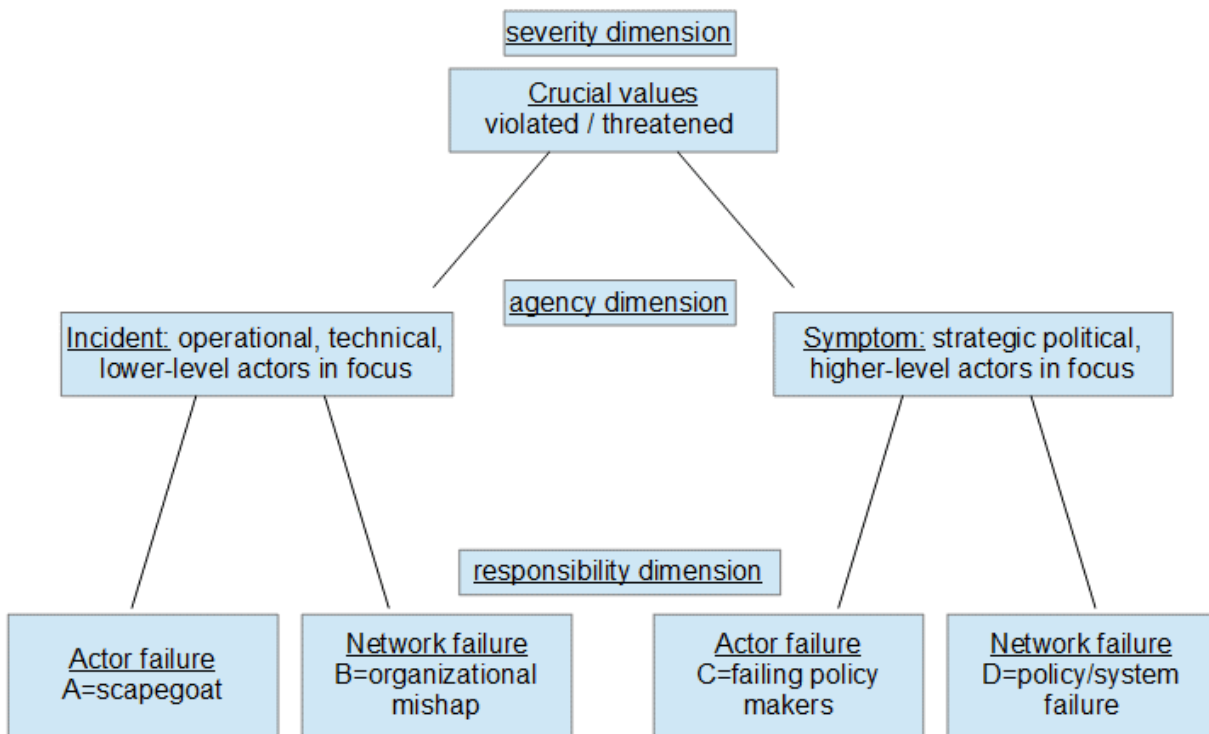 severity dimension
Crucial values
violated / threatened
agency dimension
Incident: operational, technical,
lower-level actors in focus
Symptom: strategic political,
higher-level actors in focus
responsibility dimension
Actor failure
A=scapegoat
Network failure
B=organizational
mishap
Actor failure
C=failing policy
makers
Network failure
D=policy/system
failure